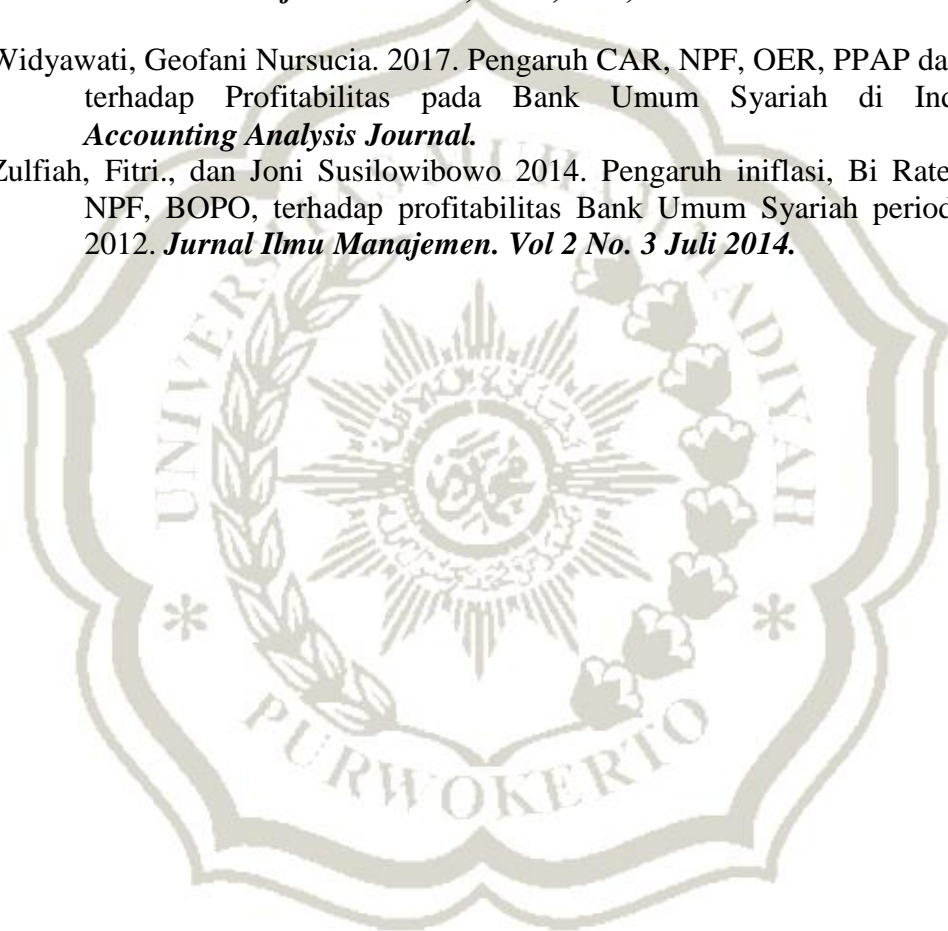 Widyawati, Geofani Nursucia. 2017. Pengaruh CAR, NPF, OER, PPAP da
terhadap Profitabilitas pada Bank Umum Syariah di Ind
Accounting Analysis Journal.
Zulfiah, Fitri., dan Joni Susilowibowo 2014. Pengaruh iniflasi, Bi Rate
NPF, BOPO, terhadap profitabilitas Bank Umum Syariah period
2012. Jurnal Ilmu Manajemen. Vol 2 No. 3 Juli 2014.
PURWOKERTO